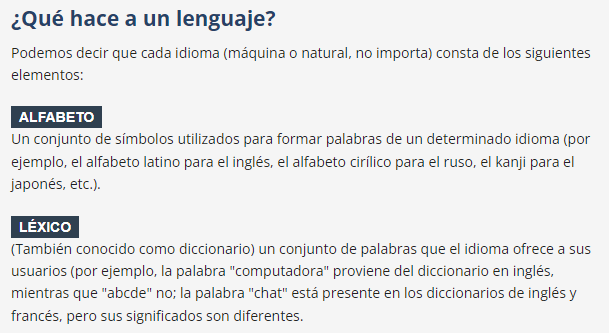 ¿Qué hace a un lenguaje?
Podemos decir que cada idioma (máquina o natural, no importa) consta de los siguientes
elementos:
ALFABETO
Un conjunto de símbolos utilizados para formar palabras de un determinado idioma (por
ejemplo, el alfabeto latino para el inglés, el alfabeto cirílico para el ruso, el kanji para el
japonés, etc.).
LÉXICO
(También conocido como diccionario) un conjunto de palabras que el idioma ofrece a sus
usuarios (por ejemplo, la palabra "computadora" proviene del diccionario en inglés,
mientras que "abcde" no; la palabra "chat" está presente en los diccionarios de inglés y
francés, pero sus significados son diferentes.